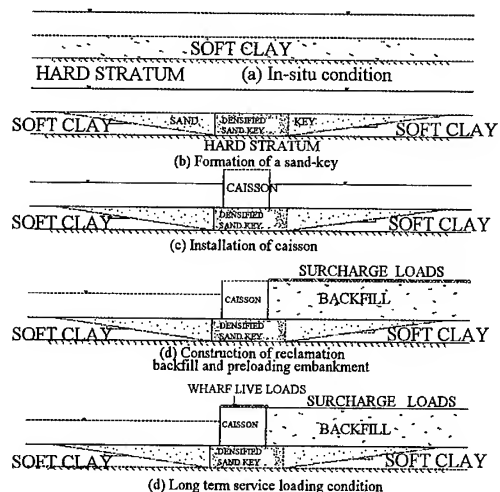 SOFT CLAY
HARD STRATUM
(a) In-situ condition
SOFT CLAY SAND DENSIFIED KEY SOFT CLAY
SAND KEY
HARD STRATUM
(b) Formation of a sand-key
CAISSON
SOFT CLAY DENSIFIED SOFT CLAY
SAND KEY
(c) Installation of caisson
SURCHARGE LOADS
CAISSON BACKFILL
SOFT CLAY DENSIFIED SOFT CLAY
SAND KEY
(d) Construction of reclamation
backfill and preloading embankment
WHARF LIVE LOADS
SURCHARGE LOADS
CAISSON BACKFILL
SOFT CLAY DENSIFIED SOFT CLAY
SAND KEY
(d) Long term service loading condition